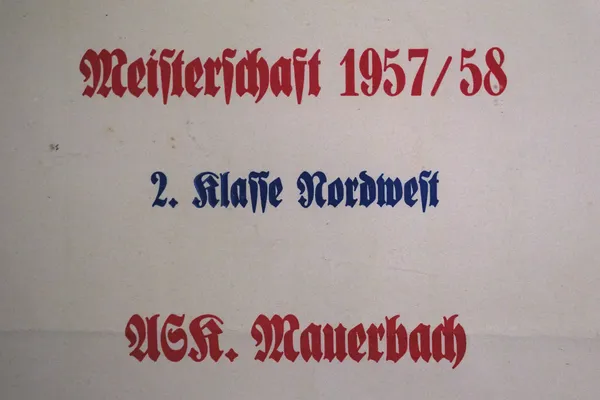 Meiſterſchaft 1957/58
2. Klaſſe Nordweſt
ASK. Mauerbach